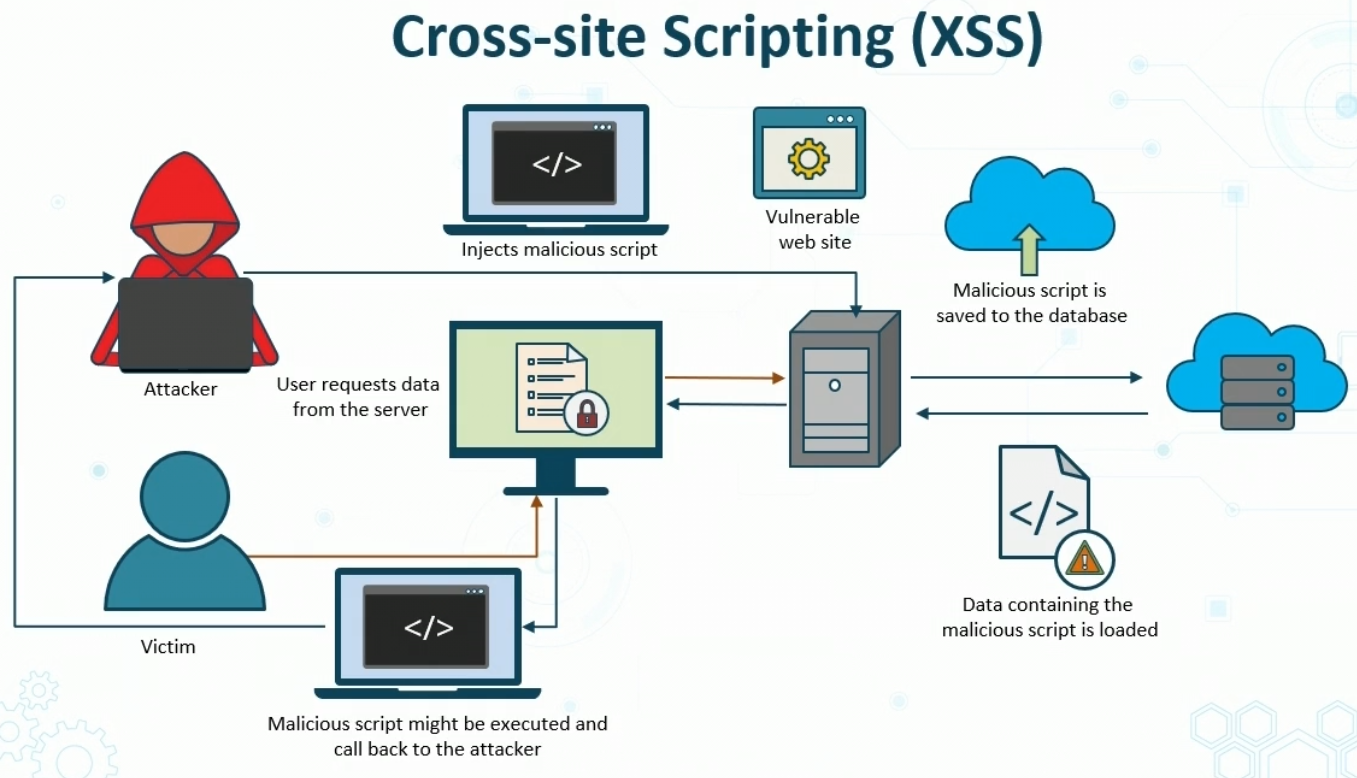 Cross-site Scripting (XSS)
</>
Injects malicious script
Vulnerable
web site
Malicious script is
saved to the database
Attacker
User requests data
from the server
</>
Data containing the
malicious script is loaded
Victim
</>
Malicious script might be executed and
call back to the attacker